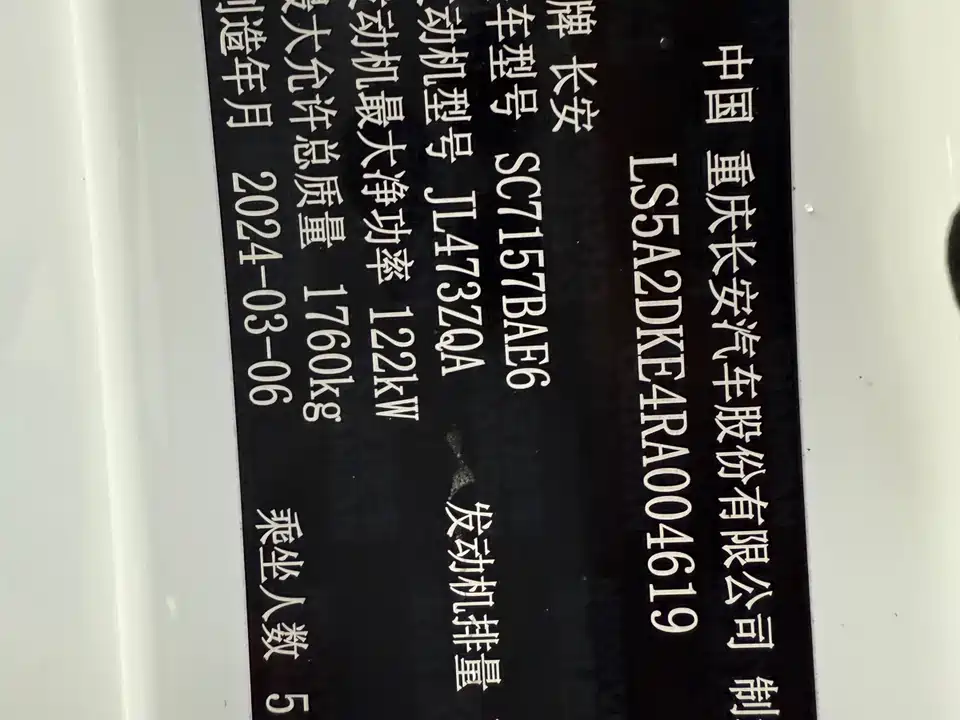 中国 重庆长安汽车股份有限公司 制
LS5A2DKE4RA004619
牌 长安
车型号 SC7157BAE6
动机型号 JL473ZQA 发动机排量
动机最大净功率 122kW
最大允许总质量 1760kg
制造年月 2024-03-06 乘坐人数 5